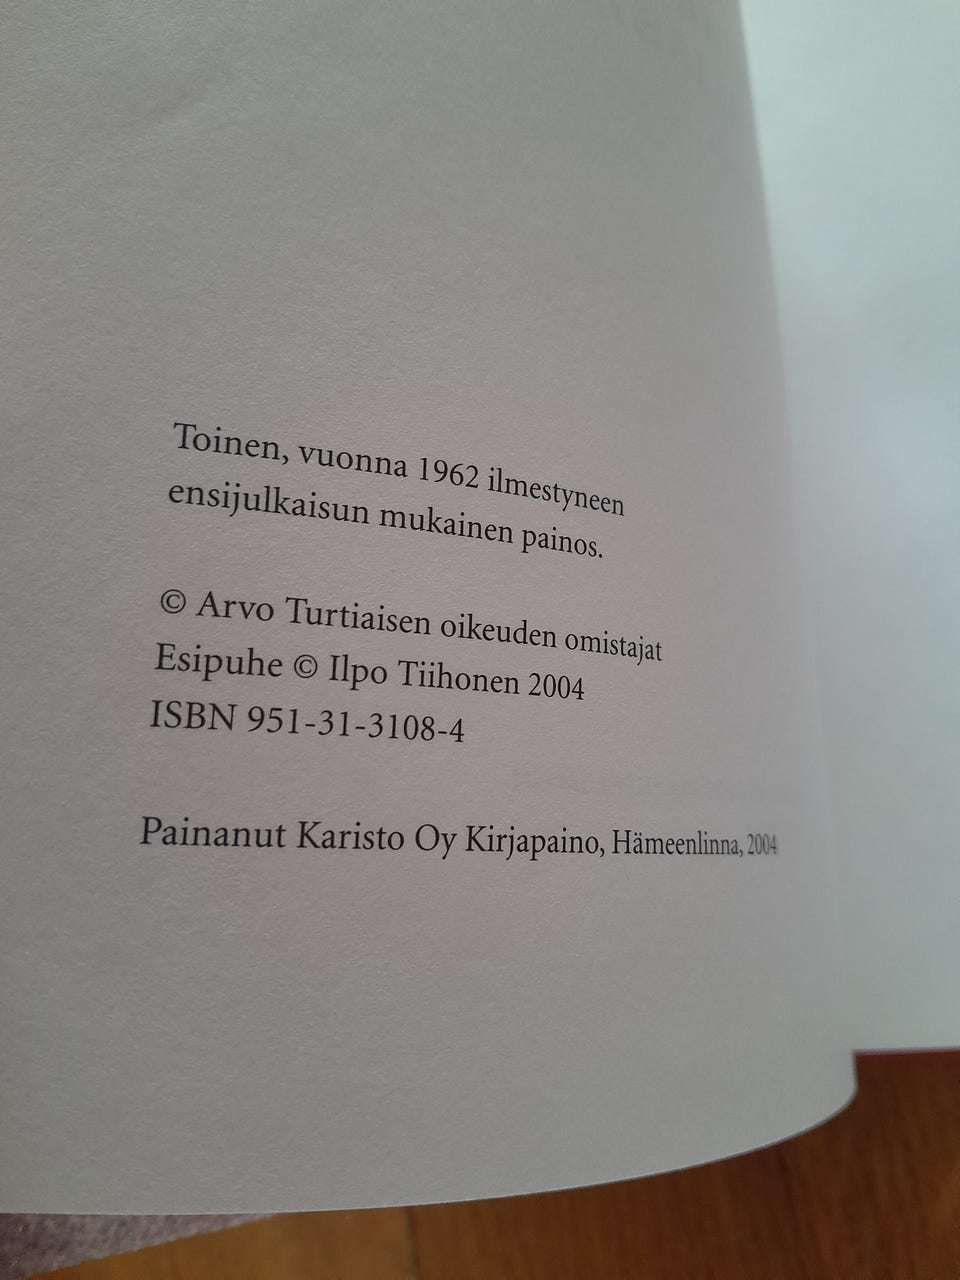 Toinen, vuonna 1962 ilmestyneen
ensijulkaisun mukainen painos.
© Arvo Turtiaisen oikeuden omistajat
Esipuhe © Ilpo Tiihonen 2004
ISBN 951-31-3108-4
Painanut Karisto Oy Kirjapaino, Hämeenlinna, 2004